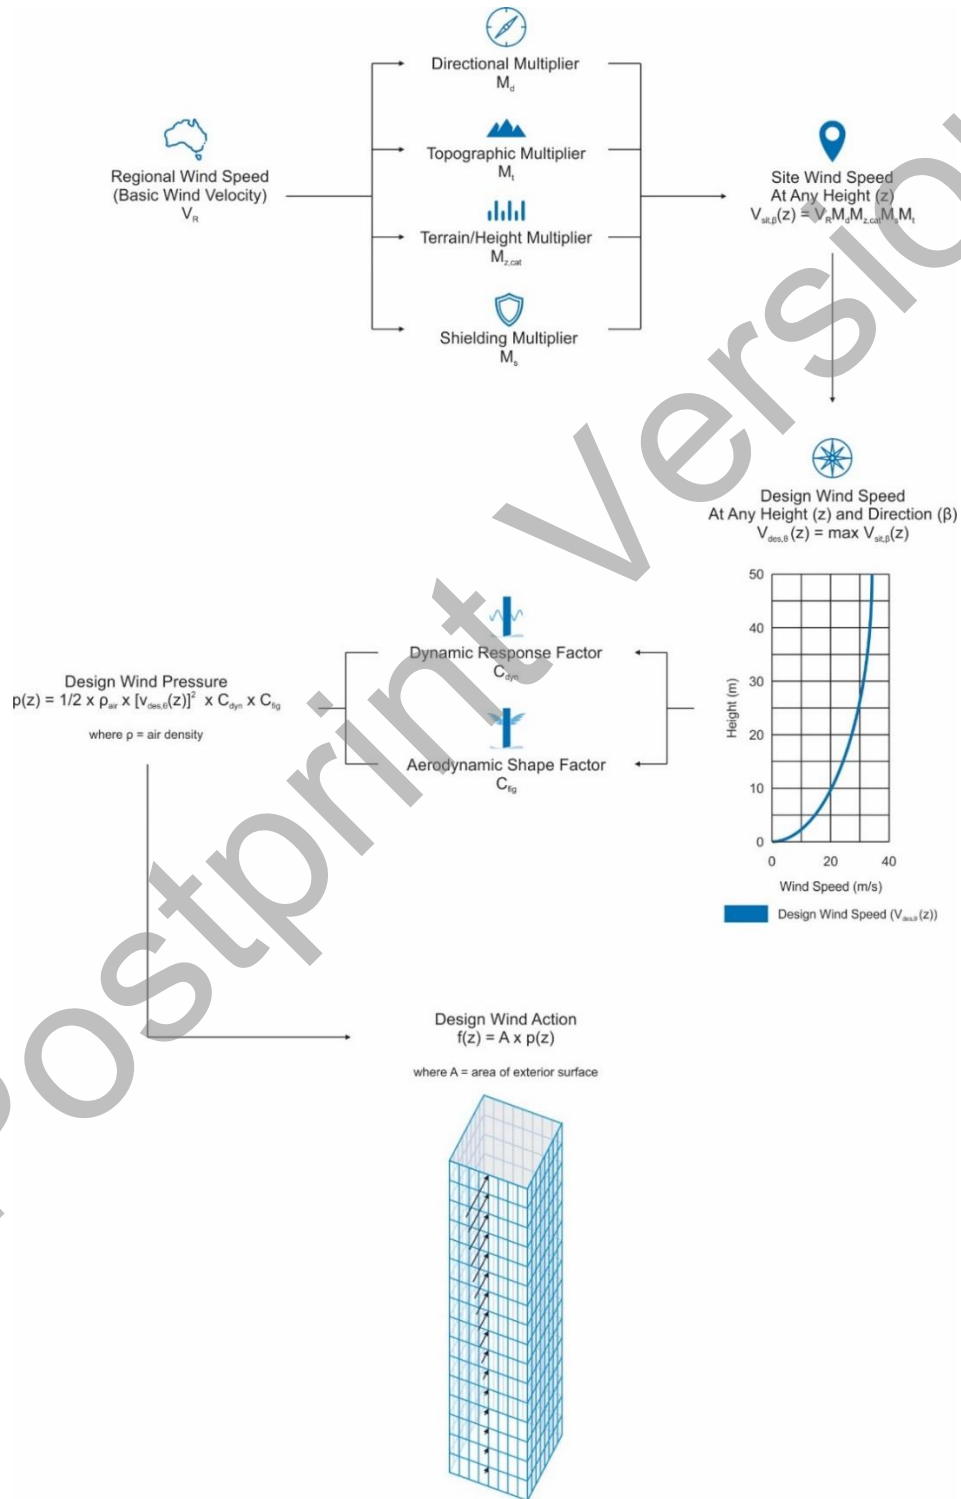 Directional Multiplier
M_d
Topographic Multiplier
M_t
Regional Wind Speed
(Basic Wind Velocity)
V_R
Terrain/Height Multiplier
M_z,cat
Shielding Multiplier
M_s
Site Wind Speed
At Any Height (z)
V_sit,β(z) = V_R M_d M_z,cat M_s M_t
Design Wind Speed
At Any Height (z) and Direction (β)
V_des,θ(z) = max V_sit,β(z)
50
40
30
20
10
0
Height (m)
0 20 40
Wind Speed (m/s)
Design Wind Speed (V_des,θ(z))
Dynamic Response Factor
C_dyn
Aerodynamic Shape Factor
C_fig
Design Wind Pressure
p(z) = 1/2 x ρ_air x [v_des,θ(z)]² x C_dyn x C_fig
where ρ = air density
Design Wind Action
f(z) = A x p(z)
where A = area of exterior surface
Postprint Version